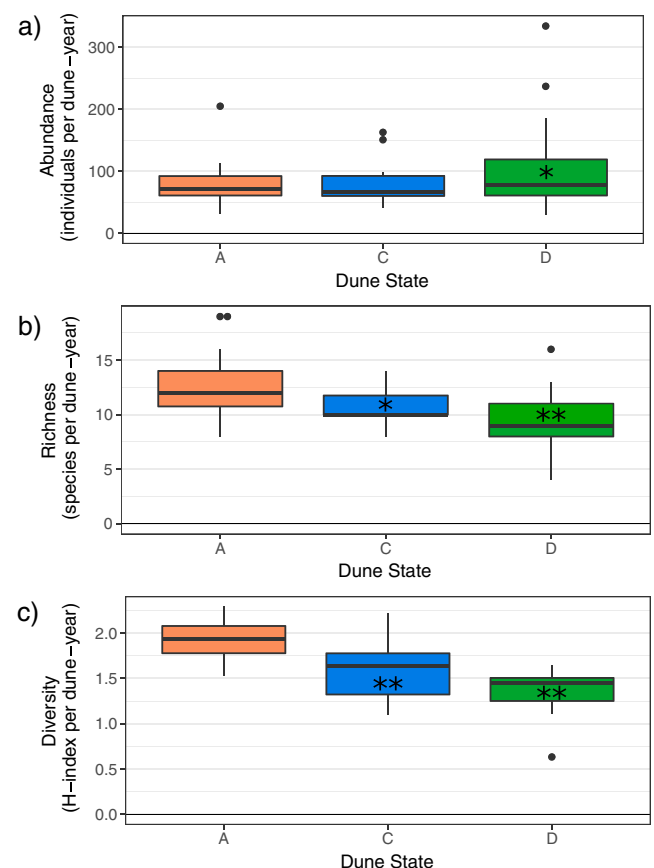 a)
Abundance
(individuals per dune−year)
300
200
100
0
*
A C D
Dune State
b)
Richness
(species per dune−year)
15
10
5
0
* **
A C D
Dune State
c)
Diversity
(H−index per dune−year)
2.0
1.5
1.0
0.5
0.0
** **
A C D
Dune State